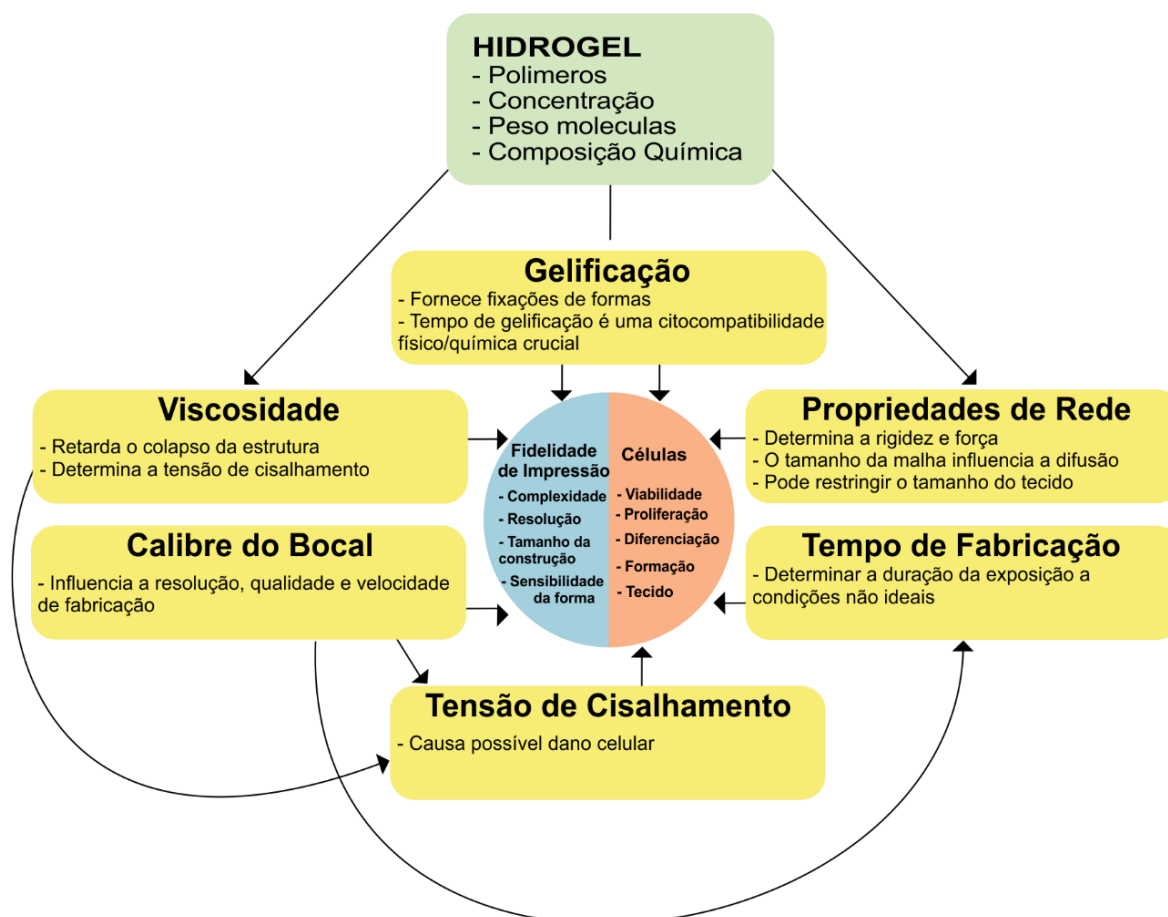 HIDROGEL
- Polimeros
- Concentração
- Peso moleculas
- Composição Química
Gelificação
- Fornece fixações de formas
- Tempo de gelificação é uma citocompatibilidade
físico/química crucial
Viscosidade
- Retarda o colapso da estrutura
- Determina a tensão de cisalhamento
Fidelidade
de Impressão
- Complexidade
- Resolução
- Tamanho da
construção
- Sensibilidade
da forma
Células
- Viabilidade
- Proliferação
- Diferenciação
- Formação
- Tecido
Propriedades de Rede
- Determina a rigidez e força
- O tamanho da malha influencia a difusão
- Pode restringir o tamanho do tecido
Calibre do Bocal
- Influencia a resolução, qualidade e velocidade
de fabricação
Tempo de Fabricação
- Determinar a duração da exposição a
condições não ideais
Tensão de Cisalhamento
- Causa possível dano celular